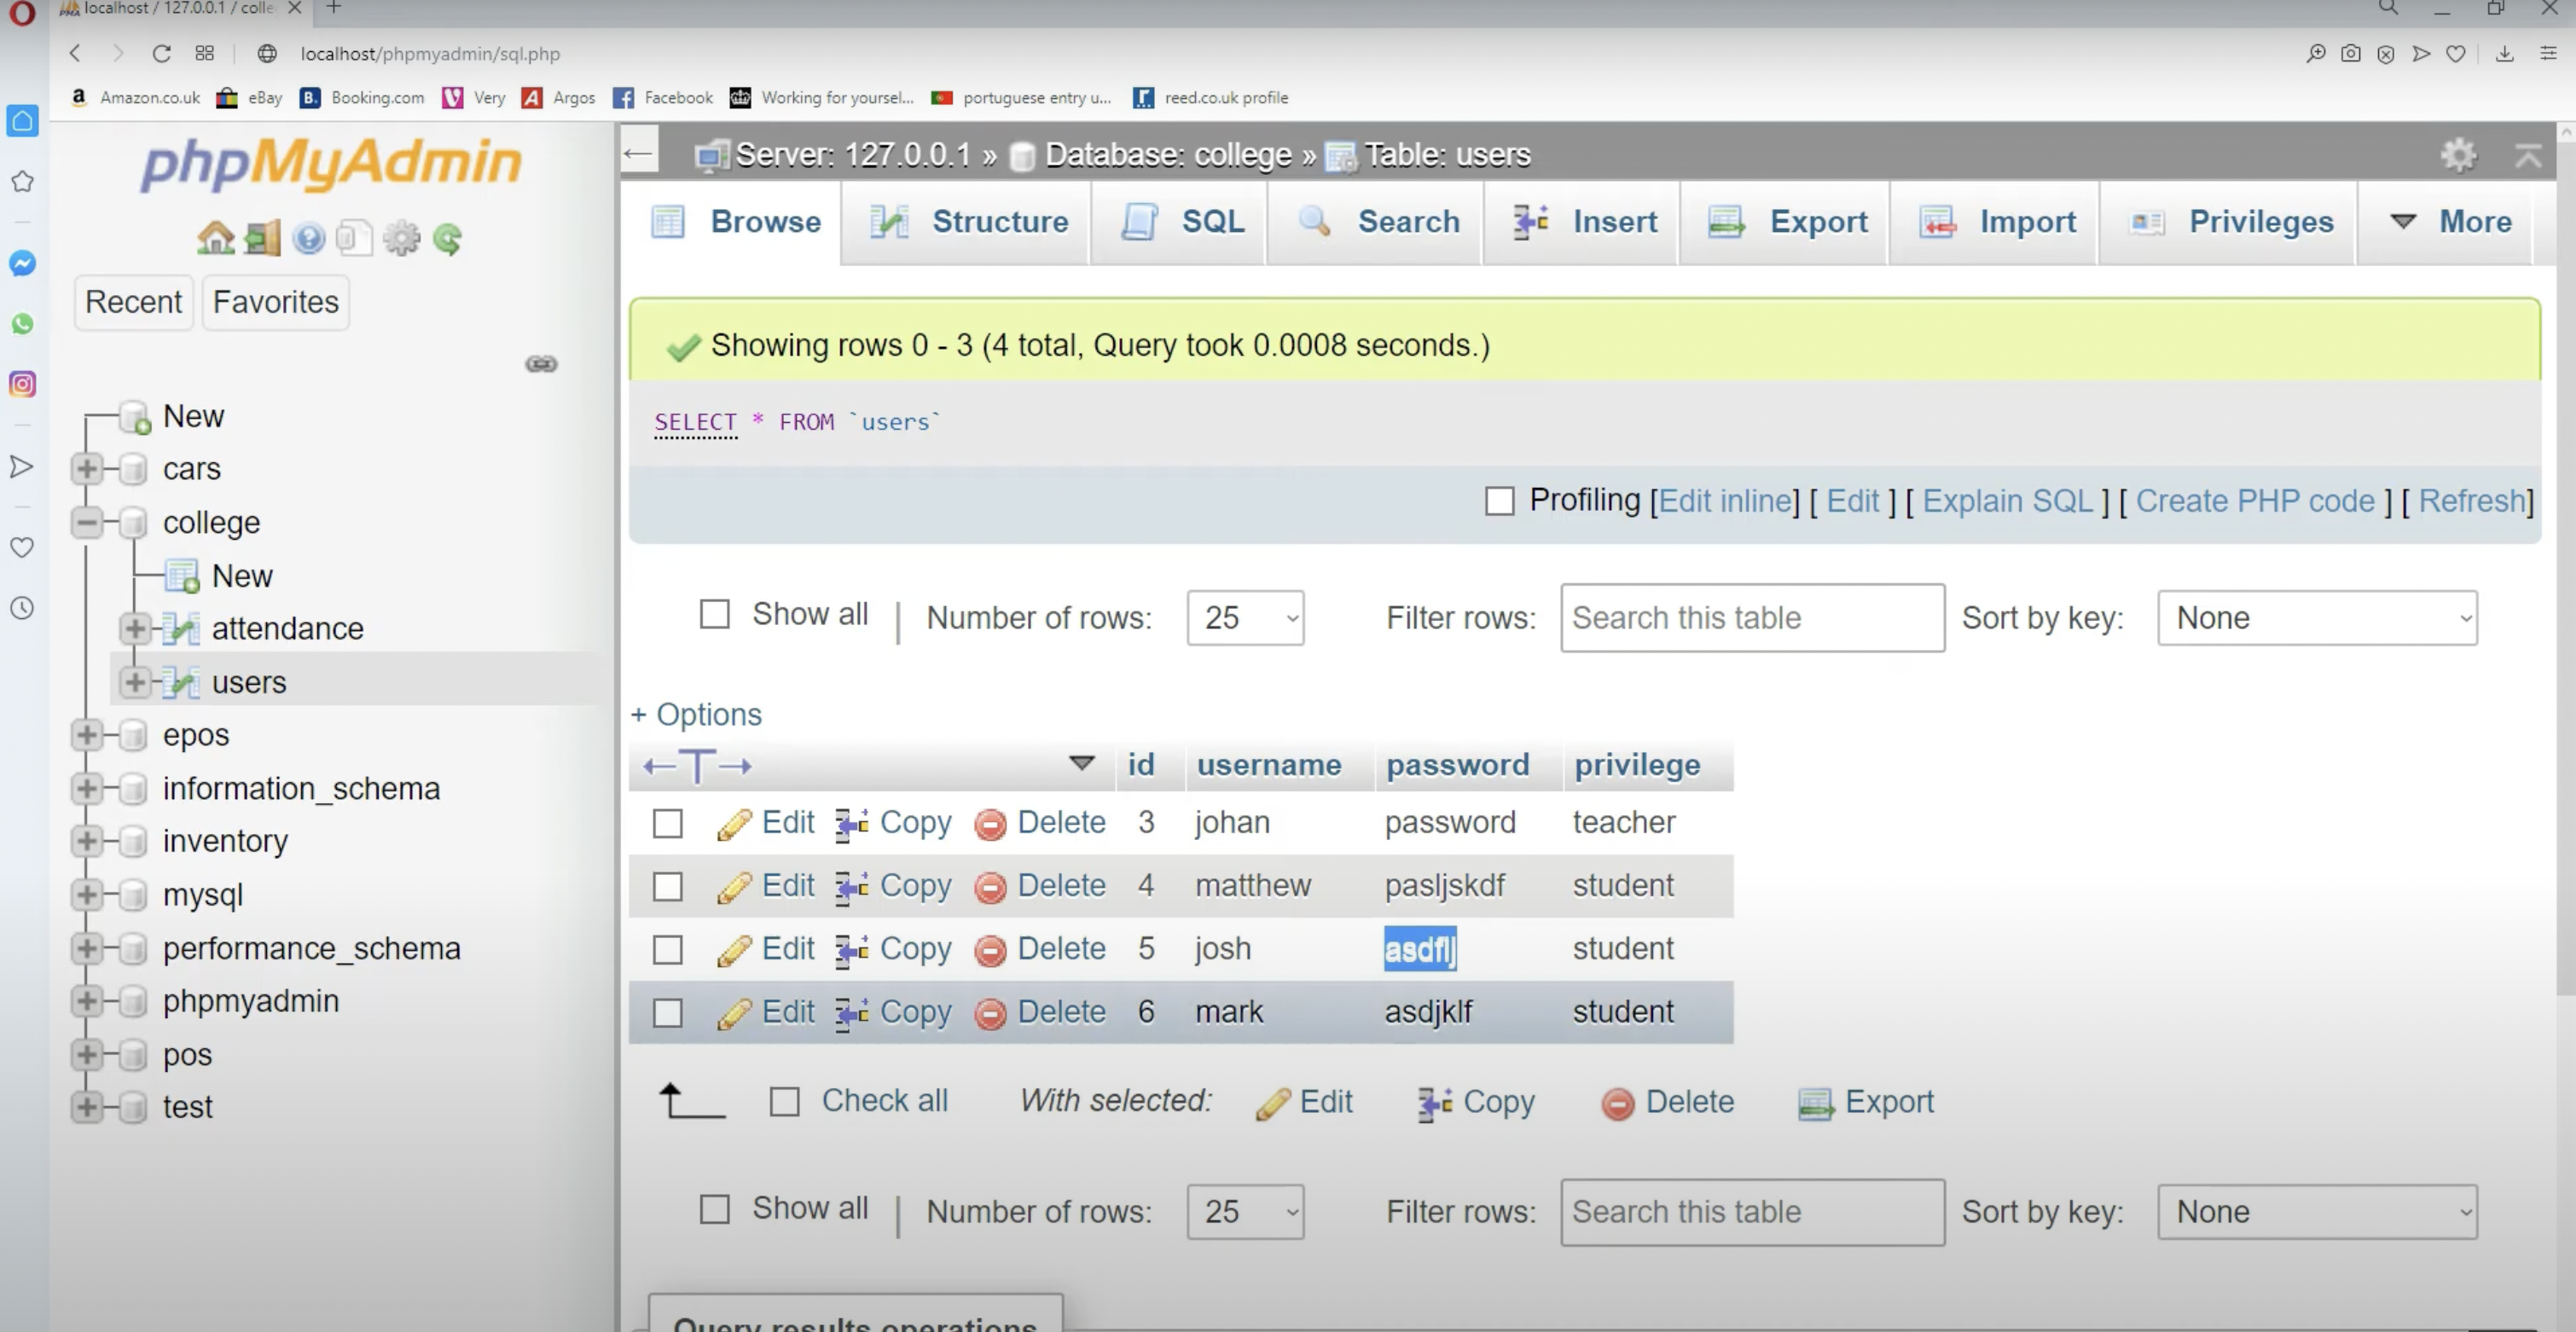 localhost / 127.0.0.1 / colle
localhost/phpmyadmin/sql.php
Amazon.co.uk eBay Booking.com Very Argos Facebook Working for yoursel... portuguese entry u... reed.co.uk profile
phpMyAdmin
Recent Favorites
New
cars
college
New
attendance
users
epos
information_schema
inventory
mysql
performance_schema
phpmyadmin
pos
test
Server: 127.0.0.1 » Database: college » Table: users
Browse Structure SQL Search Insert Export Import Privileges More
Showing rows 0 - 3 (4 total, Query took 0.0008 seconds.)
SELECT * FROM `users`
Profiling [Edit inline] [ Edit ] [ Explain SQL ] [ Create PHP code ] [ Refresh]
Show all | Number of rows: 25 Filter rows: Search this table Sort by key: None
+ Options
←T→ id username password privilege
Edit Copy Delete 3 johan password teacher
Edit Copy Delete 4 matthew pasljskdf student
Edit Copy Delete 5 josh asdflj student
Edit Copy Delete 6 mark asdjklf student
Check all With selected: Edit Copy Delete Export
Show all | Number of rows: 25 Filter rows: Search this table Sort by key: None
Query results operations